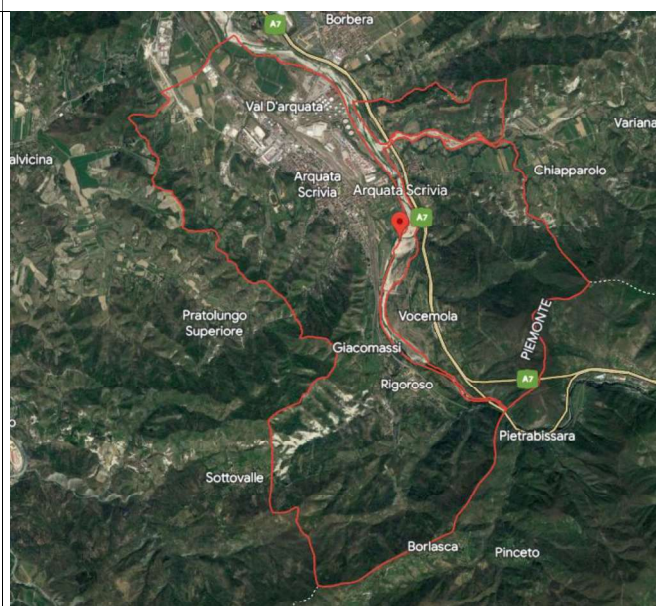 A7
Borbera
Val D'arquata
Variana
alvicina
Chiapparolo
Arquata
Scrivia
Arquata Scrivia
A7
Pratolungo
Superiore
Vocemola
PIEMONTE
Giacomassi
Rigoroso
A7
Pietrabissara
o
Sottovalle
Borlasca
Pinceto